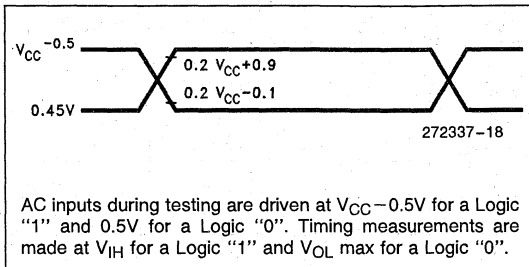 V_CC−0.5
0.2 V_CC+0.9
0.2 V_CC−0.1
0.45V
272337–18
AC inputs during testing are driven at V_CC−0.5V for a Logic
"1" and 0.5V for a Logic "0". Timing measurements are
made at V_IH for a Logic "1" and V_OL max for a Logic "0".